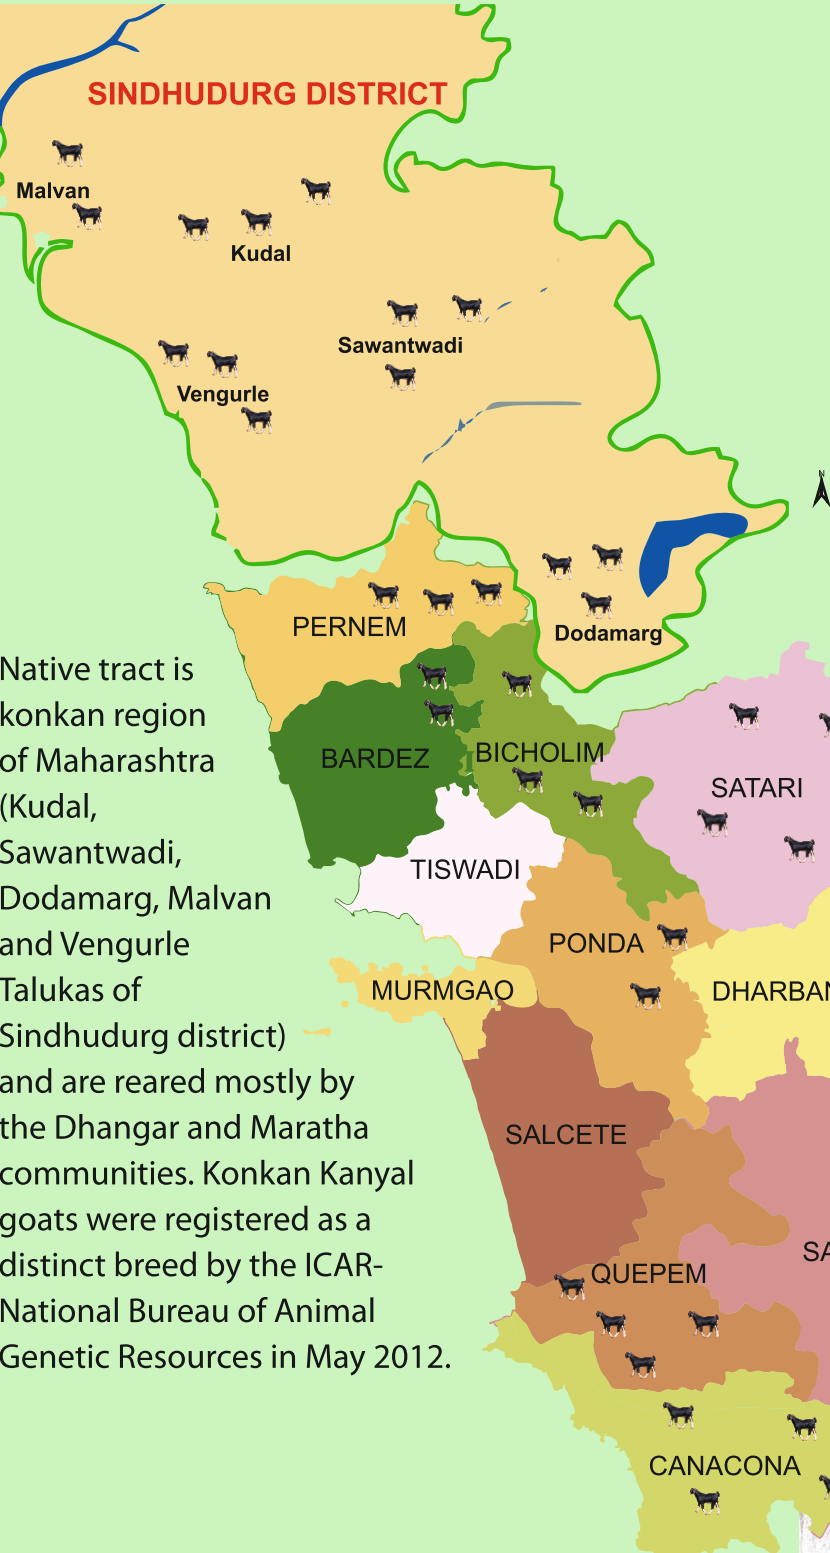 SINDHUDURG DISTRICT
Malvan
Kudal
Sawantwadi
Vengurle
N
Dodamarg
PERNEM
BARDEZ
BICHOLIM
SATARI
TISWADI
PONDA
MURMGAO
DHARBAN
SALCETE
SA
QUEPEM
CANACONA
Native tract is
konkan region
of Maharashtra
(Kudal,
Sawantwadi,
Dodamarg, Malvan
and Vengurle
Talukas of
Sindhudurg district)
and are reared mostly by
the Dhangar and Maratha
communities. Konkan Kanyal
goats were registered as a
distinct breed by the ICAR-
National Bureau of Animal
Genetic Resources in May 2012.